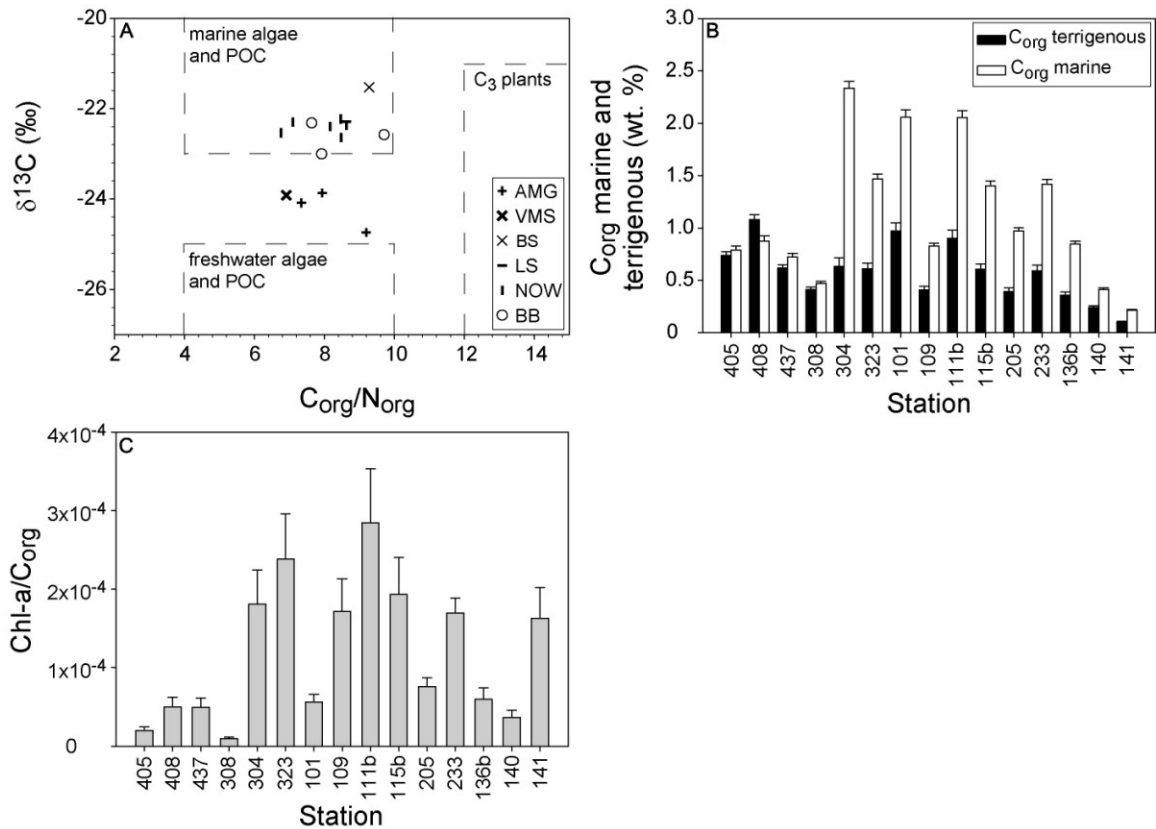 A
marine algae
and POC
C3 plants
freshwater algae
and POC
AMG
VMS
BS
LS
NOW
BB
-20
-22
-24
-26
δ13C (‰)
2
4
6
8
10
12
14
Corg/Norg
B
Corg terrigenous
Corg marine
3.0
2.5
2.0
1.5
1.0
0.5
0
Corg marine and
terrigenous (wt. %)
405
408
437
308
304
323
101
109
111b
115b
205
233
136b
140
141
Station
C
4x10-4
3x10-4
2x10-4
1x10-4
0
Chl-a/Corg
405
408
437
308
304
323
101
109
111b
115b
205
233
136b
140
141
Station